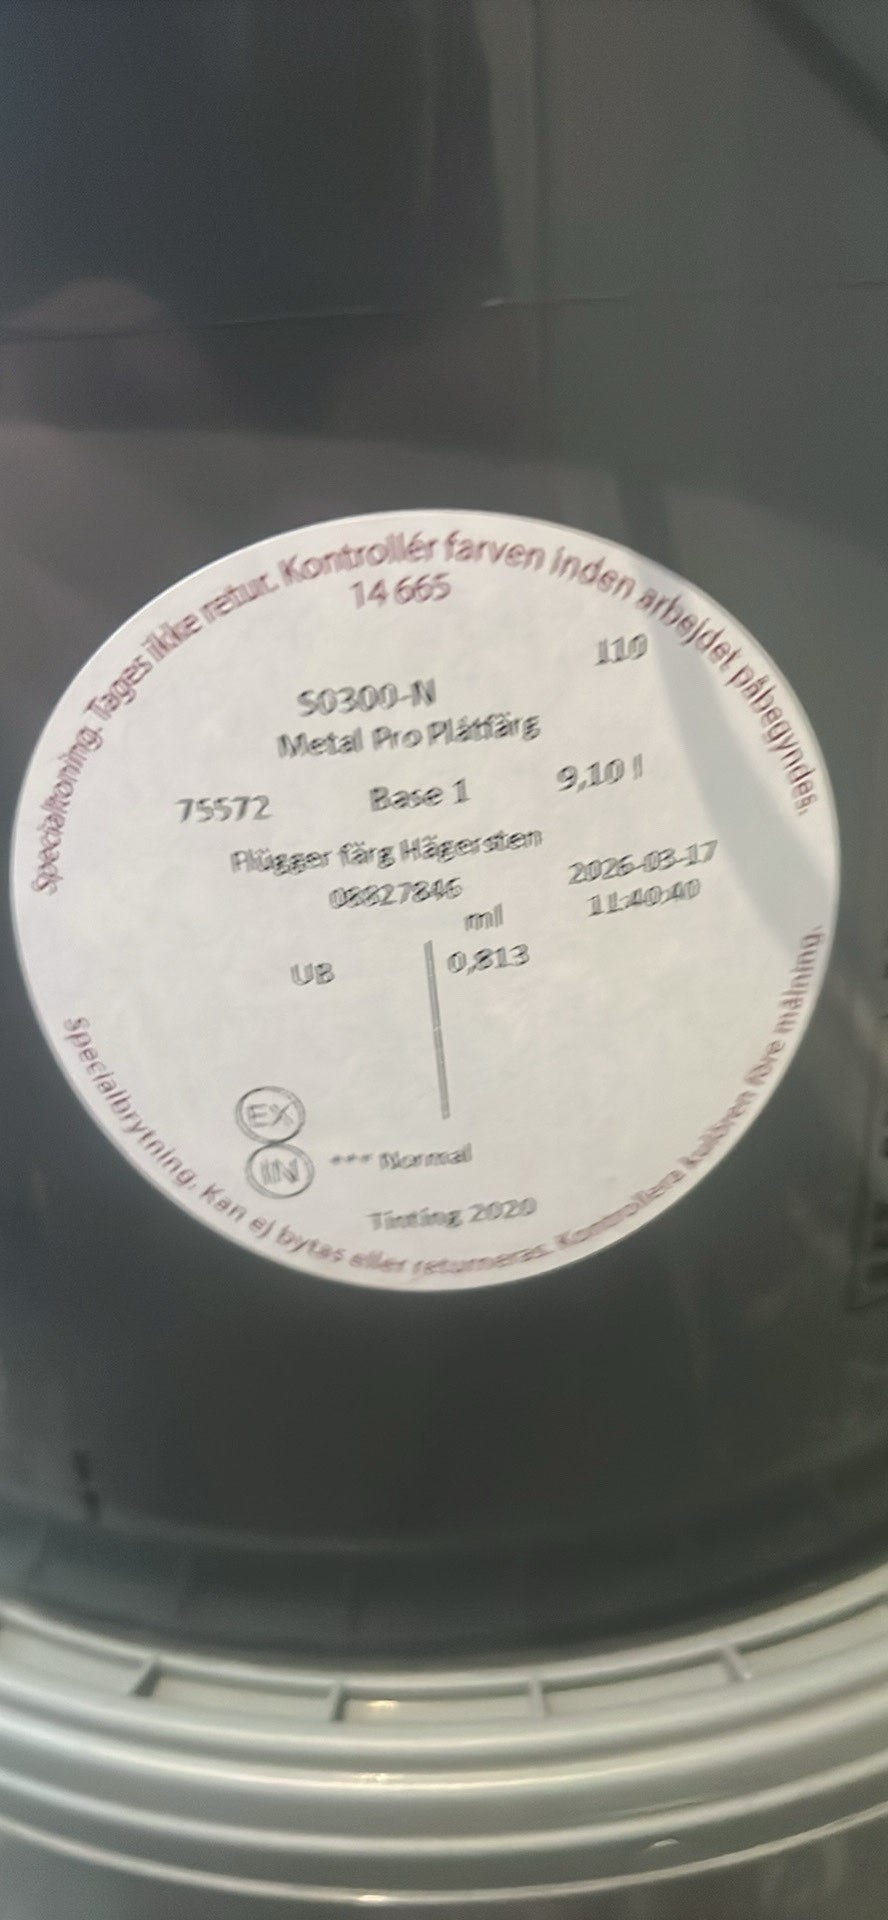 Specialtoning. Tages ikke retur. Kontrollér farven inden arbejdet påbegyndes.
14 665
110
S0300-N
Metal Pro Plåtfärg
75572 Base 1 9,10 l
Flügger färg Hägersten
08827846 2026-03-17
ml 11:40:40
UB 0,813
EX
IN *** Normal
Tinting 2020
Specialbrytning. Kan ej bytas eller returneras. Kontrollera kulören före målning.